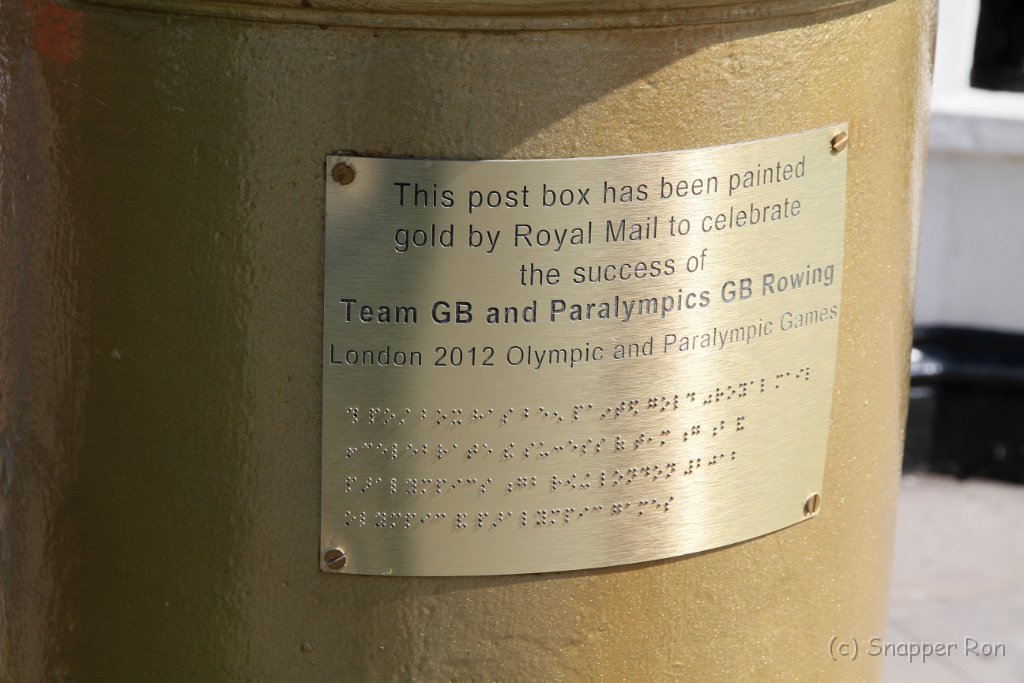 This post box has been painted
gold by Royal Mail to celebrate
the success of
Team GB and Paralympics GB Rowing
London 2012 Olympic and Paralympic Games
(c) Snapper Ron